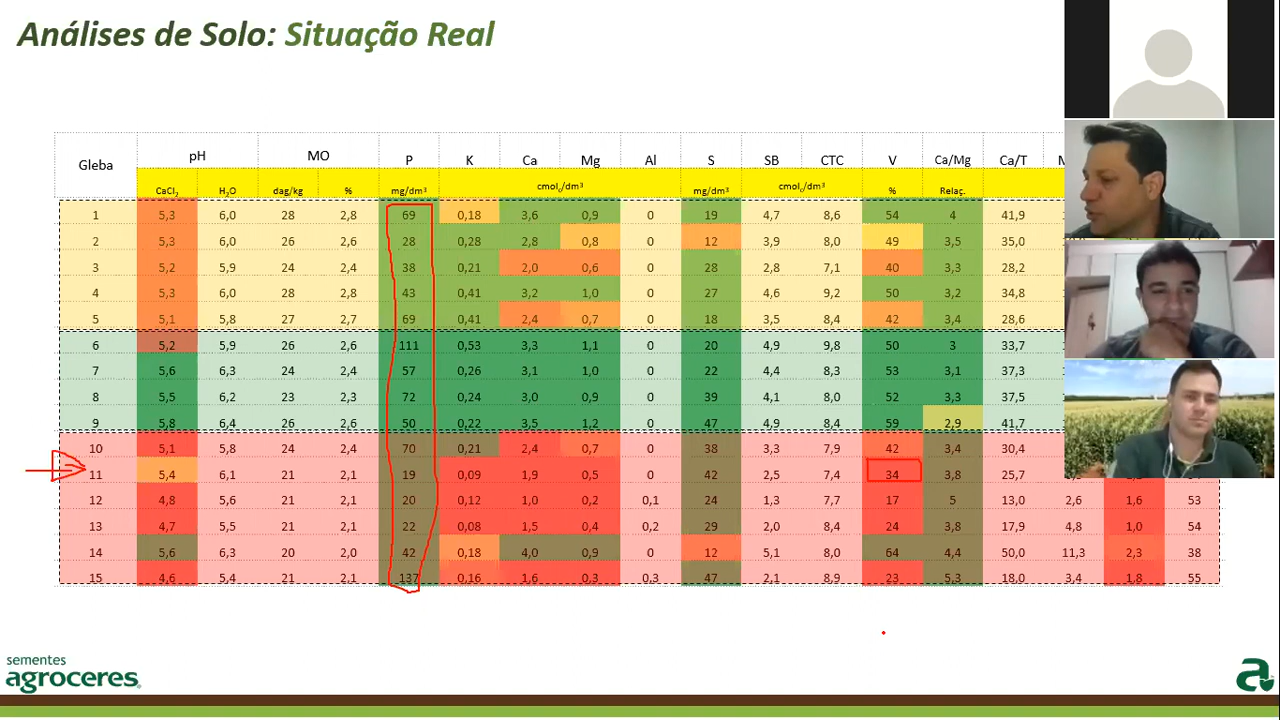 Análises de Solo: Situação Real
Gleba pH MO P K Ca Mg Al S SB CTC V Ca/Mg Ca/T
CaCl₂ H₂O dag/kg % mg/dm³ cmolc/dm³ mg/dm³ cmolc/dm³ % Relaç.
1 5,3 6,0 28 2,8 69 0,18 3,6 0,9 0 19 4,7 8,6 54 4 41,9
2 5,3 6,0 26 2,6 28 0,28 2,8 0,8 0 12 3,9 8,0 49 3,5 35,0
3 5,2 5,9 24 2,4 38 0,21 2,0 0,6 0 28 2,8 7,1 40 3,3 28,2
4 5,3 6,0 28 2,8 43 0,41 3,2 1,0 0 27 4,6 9,2 50 3,2 34,8
5 5,1 5,8 27 2,7 69 0,41 2,4 0,7 0 18 3,5 8,4 42 3,4 28,6
6 5,2 5,9 26 2,6 111 0,53 3,3 1,1 0 20 4,9 9,8 50 3 33,7
7 5,6 6,3 24 2,4 57 0,26 3,1 1,0 0 22 4,4 8,3 53 3,1 37,3
8 5,5 6,2 23 2,3 72 0,24 3,0 0,9 0 39 4,1 8,0 52 3,3 37,5
9 5,8 6,4 26 2,6 50 0,22 3,5 1,2 0 47 4,9 8,4 59 2,9 41,7
10 5,1 5,8 24 2,4 70 0,21 2,4 0,7 0 38 3,3 7,9 42 3,4 30,4
11 5,4 6,1 21 2,1 19 0,09 1,9 0,5 0 42 2,5 7,4 34 3,8 25,7
12 4,8 5,6 21 2,1 20 0,12 1,0 0,2 0,1 24 1,3 7,7 17 5 13,0 2,6 1,6 53
13 4,7 5,5 21 2,1 22 0,08 1,5 0,4 0,2 29 2,0 8,4 24 3,8 17,9 4,8 1,0 54
14 5,6 6,3 20 2,0 42 0,18 4,0 0,9 0 12 5,1 8,0 64 4,4 50,0 11,3 2,3 38
15 4,6 5,4 21 2,1 137 0,16 1,6 0,3 0,3 47 2,1 8,9 23 5,3 18,0 3,4 1,8 55
sementes
agroceres
a